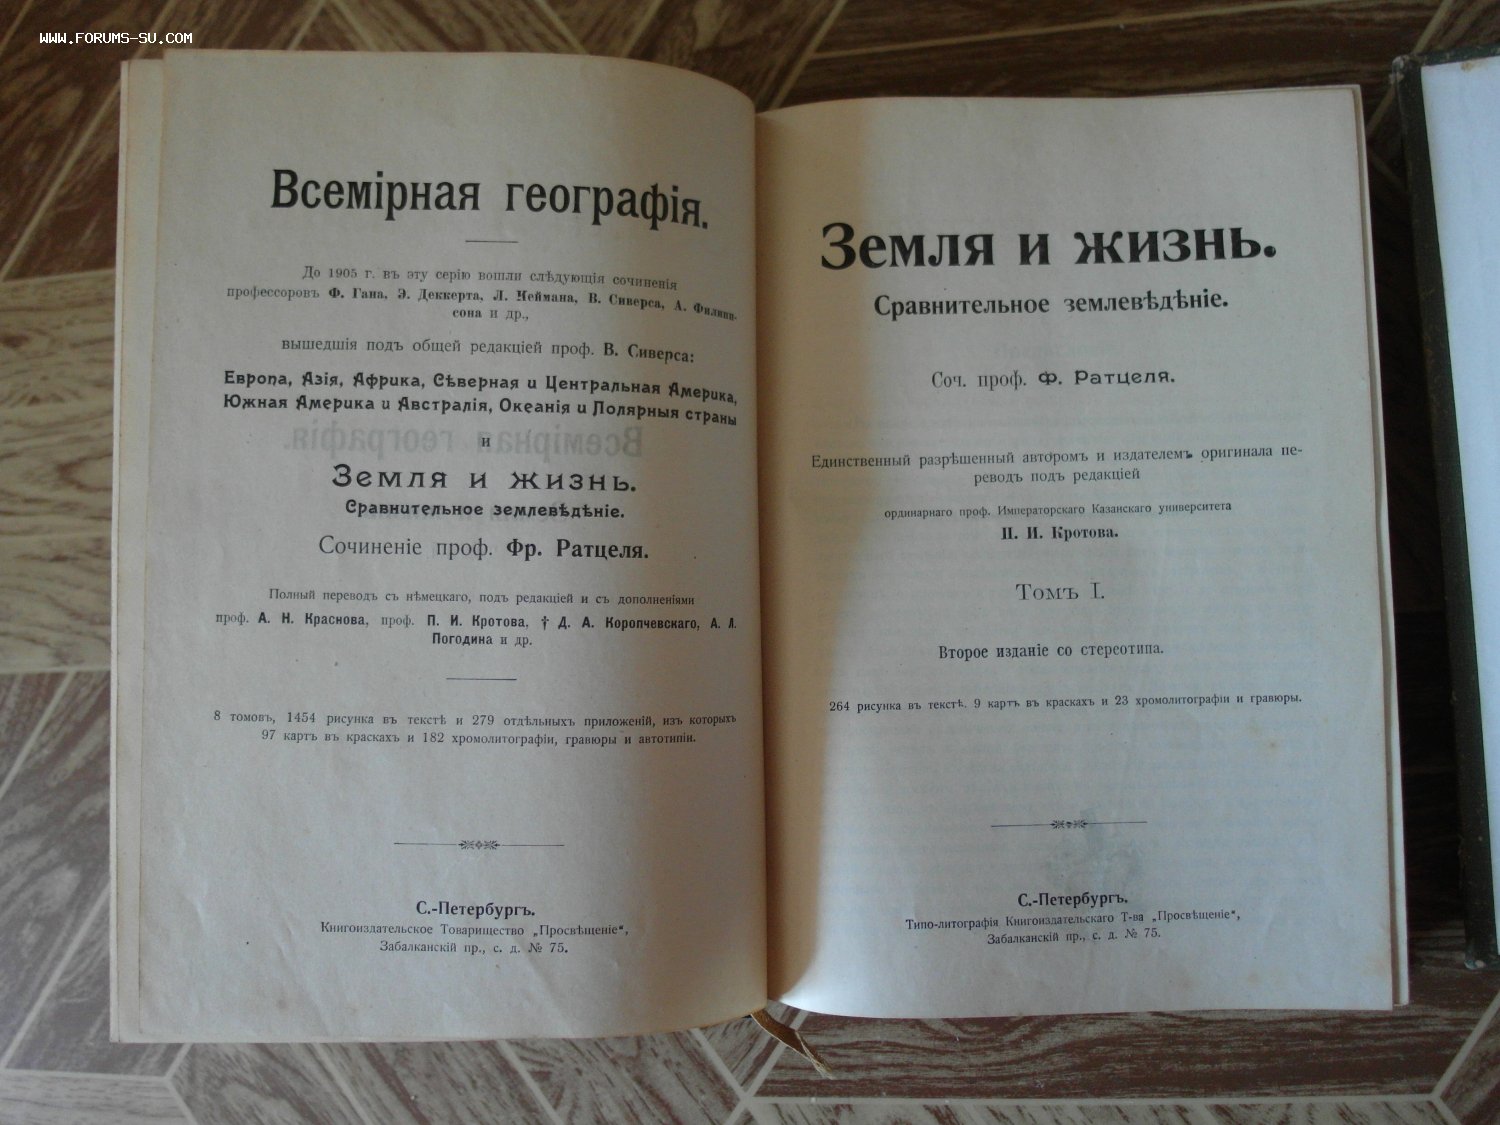 WWW.FORUMS-SU.COM
Всемірная географія.
До 1905 г. въ эту серію вошли слѣдующія сочиненія
профессоровъ Ф. Гана, Э. Деккерта, Л. Неймана, В. Сиверса, А. Филипп-
сона и др.,
вышедшія подъ общей редакціей проф. В. Сиверса:
Европа, Азія, Африка, Сѣверная и Центральная Америка,
Южная Америка и Австралія, Океанія и Полярныя страны
и
Земля и жизнь.
Сравнительное землевѣдѣніе.
Сочиненіе проф. Фр. Ратцеля.
Полный переводъ съ нѣмецкаго, подъ редакціей и съ дополненіями
проф. А. Н. Краснова, проф. П. И. Кротова, † Д. А. Коропчевскаго, А. Л.
Погодина и др.
8 томовъ, 1454 рисунка въ текстѣ и 279 отдѣльныхъ приложеній, изъ которыхъ
97 картъ въ краскахъ и 182 хромолитографіи, гравюры и автотипіи.
С.-Петербургъ.
Книгоиздательское Товарищество „Просвѣщеніе“,
Забалканскій пр., с. д. № 75.
Земля и жизнь.
Сравнительное землевѣдѣніе.
Соч. проф. Ф. Ратцеля.
Единственный разрѣшенный авторомъ и издателемъ оригинала пе-
реводъ подъ редакціей
ординарнаго проф. Императорскаго Казанскаго университета
П. И. Кротова.
Томъ I.
Второе изданіе со стереотипа.
264 рисунка въ текстѣ, 9 картъ въ краскахъ и 23 хромолитографіи и гравюры.
С.-Петербургъ.
Типо-литографія Книгоиздательскаго Т-ва „Просвѣщеніе“,
Забалканскій пр., с. д. № 75.